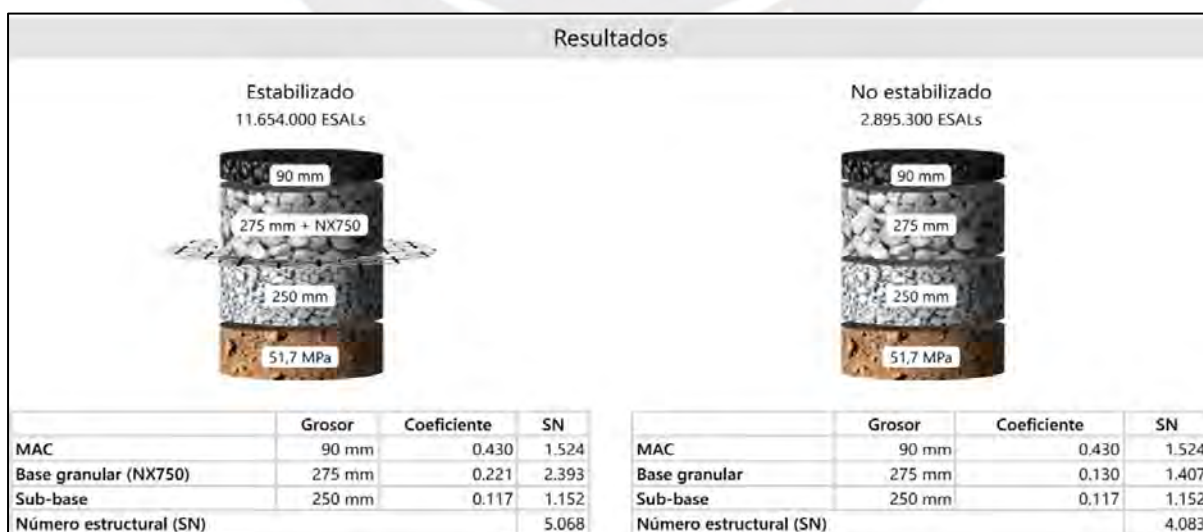 Resultados
Estabilizado
11.654.000 ESALs
90 mm
275 mm + NX750
250 mm
51,7 MPa
No estabilizado
2.895.300 ESALs
90 mm
275 mm
250 mm
51,7 MPa
Grosor Coeficiente SN
MAC 90 mm 0.430 1.524
Base granular (NX750) 275 mm 0.221 2.393
Sub-base 250 mm 0.117 1.152
Número estructural (SN) 5.068
Grosor Coeficiente SN
MAC 90 mm 0.430 1.524
Base granular 275 mm 0.130 1.407
Sub-base 250 mm 0.117 1.152
Número estructural (SN) 4.083